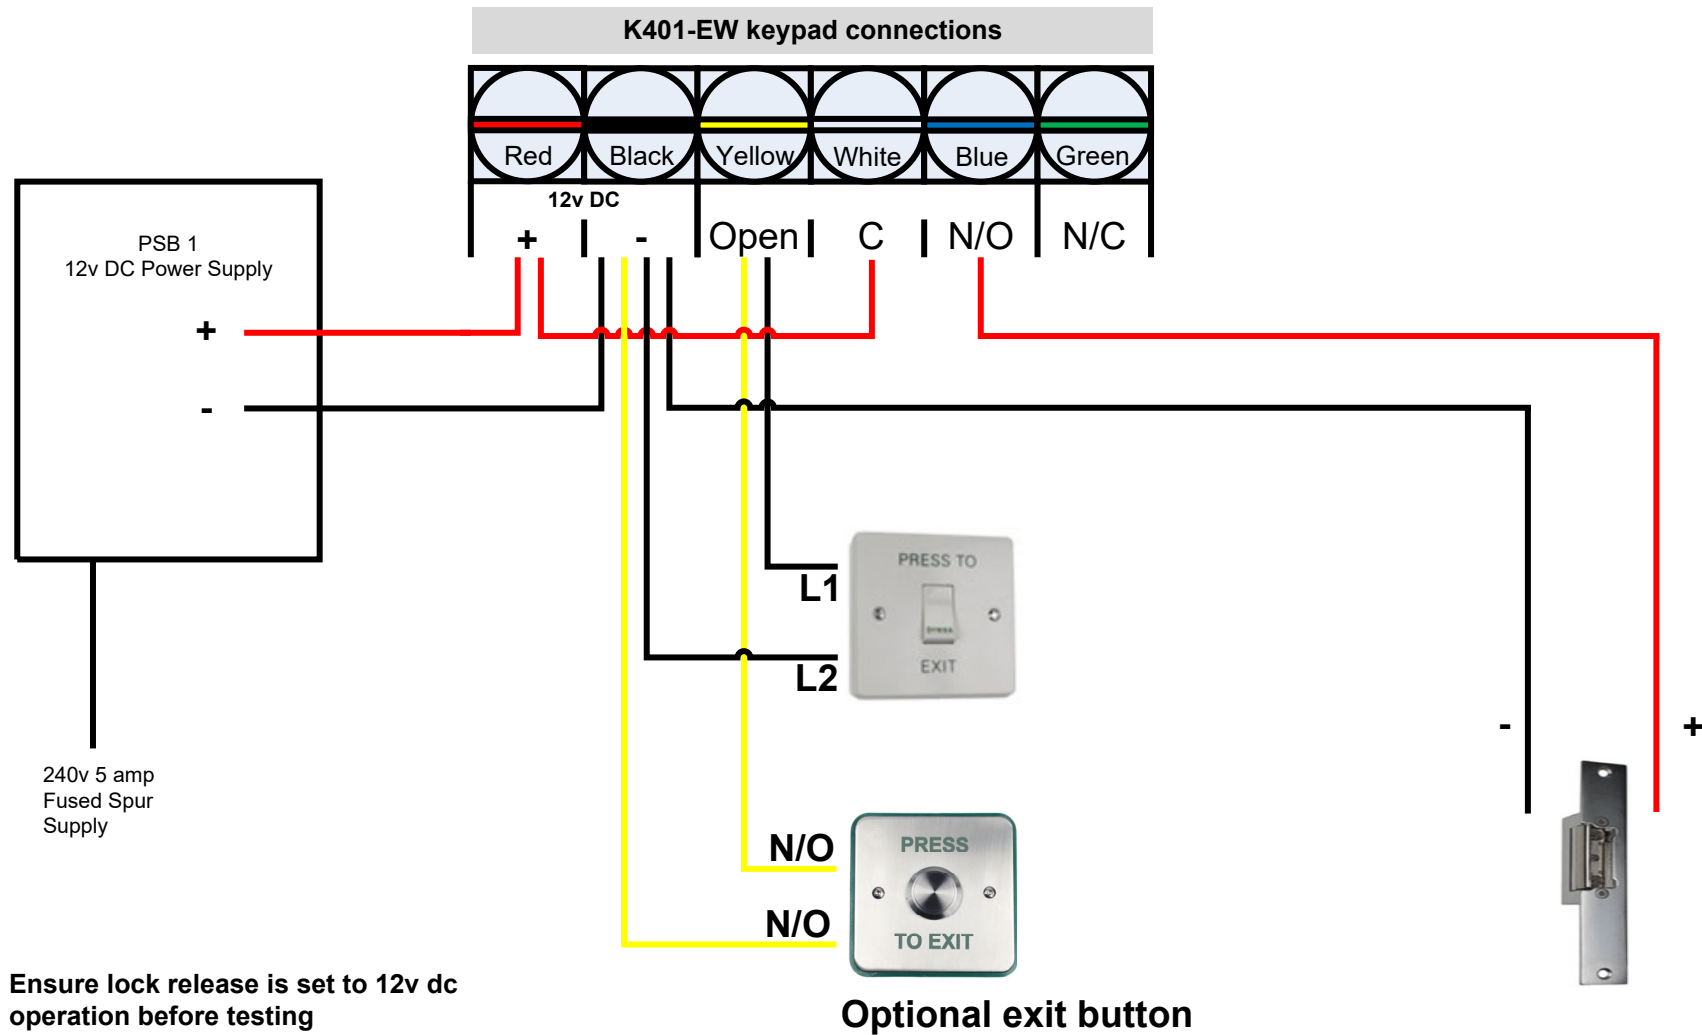 K401-EW keypad connections
Red Black Yellow White Blue Green
12v DC
+ - Open C N/O N/C
PSB 1
12v DC Power Supply
+
-
L1
L2
PRESS TO
press
EXIT
- +
240v 5 amp
Fused Spur
Supply
N/O
N/O
PRESS
TO EXIT
Ensure lock release is set to 12v dc
operation before testing
Optional exit button